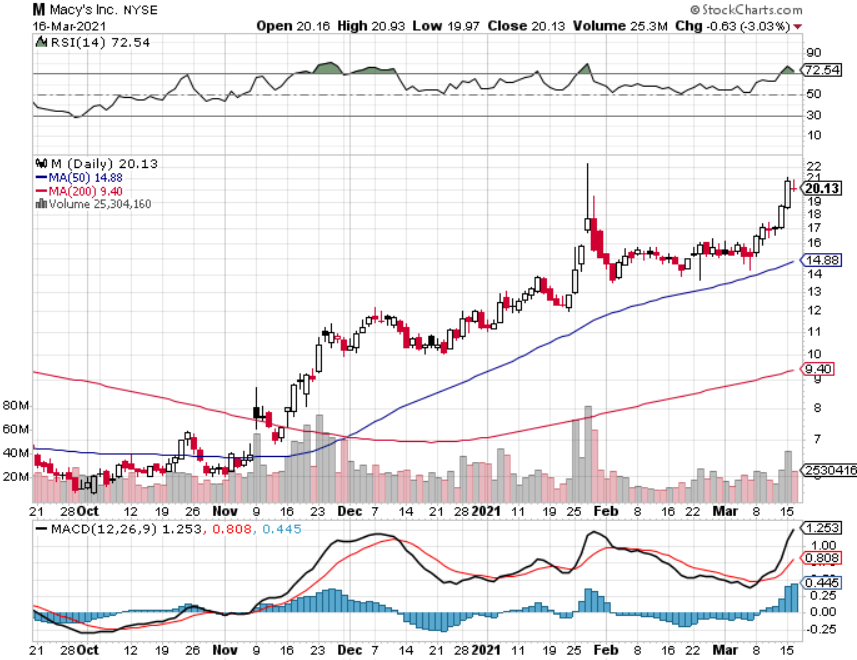 M Macy's Inc. NYSE © StockCharts.com
16-Mar-2021 Open 20.16 High 20.93 Low 19.97 Close 20.13 Volume 25.3M Chg -0.63 (-3.03%)
RSI(14) 72.54
90
72.54
50
30
10
M (Daily) 20.13
MA(50) 14.88
MA(200) 9.40
Volume 25,304,160
22
21
20.13
19
18
17
16
14.88
14
13
12
11
10
9.40
9
8
7
80M
60M
40M
20M
2530416
21 28 Oct 12 19 26 Nov 9 16 23 Dec 7 14 21 28 2021 11 19 25 Feb 8 16 22 Mar 8 15
MACD(12,26,9) 1.253, 0.808, 0.445
1.253
1.00
0.808
0.445
0.25
0.00
-0.25
21 28 Oct 12 19 26 Nov 9 16 23 Dec 7 14 21 28 2021 11 19 25 Feb 8 16 22 Mar 8 15